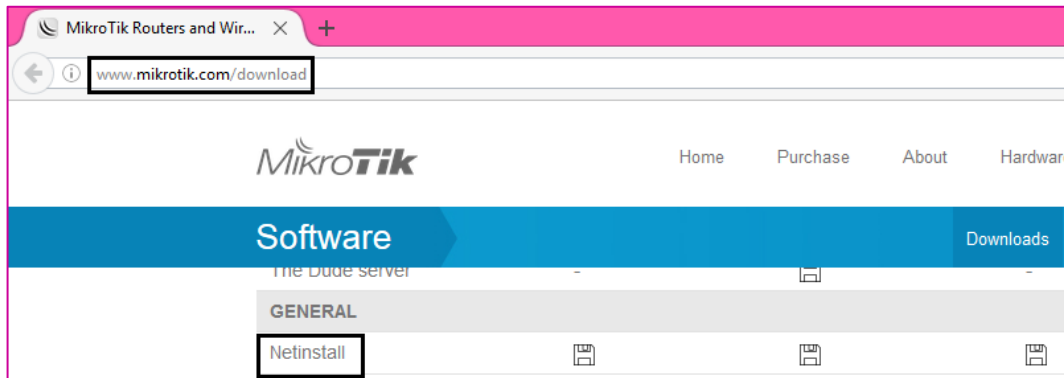 MikroTik Routers and Wir...
www.mikrotik.com/download
MikroTik
Home Purchase About Hardwar
Software
Downloads
The Dude server - -
GENERAL
Netinstall